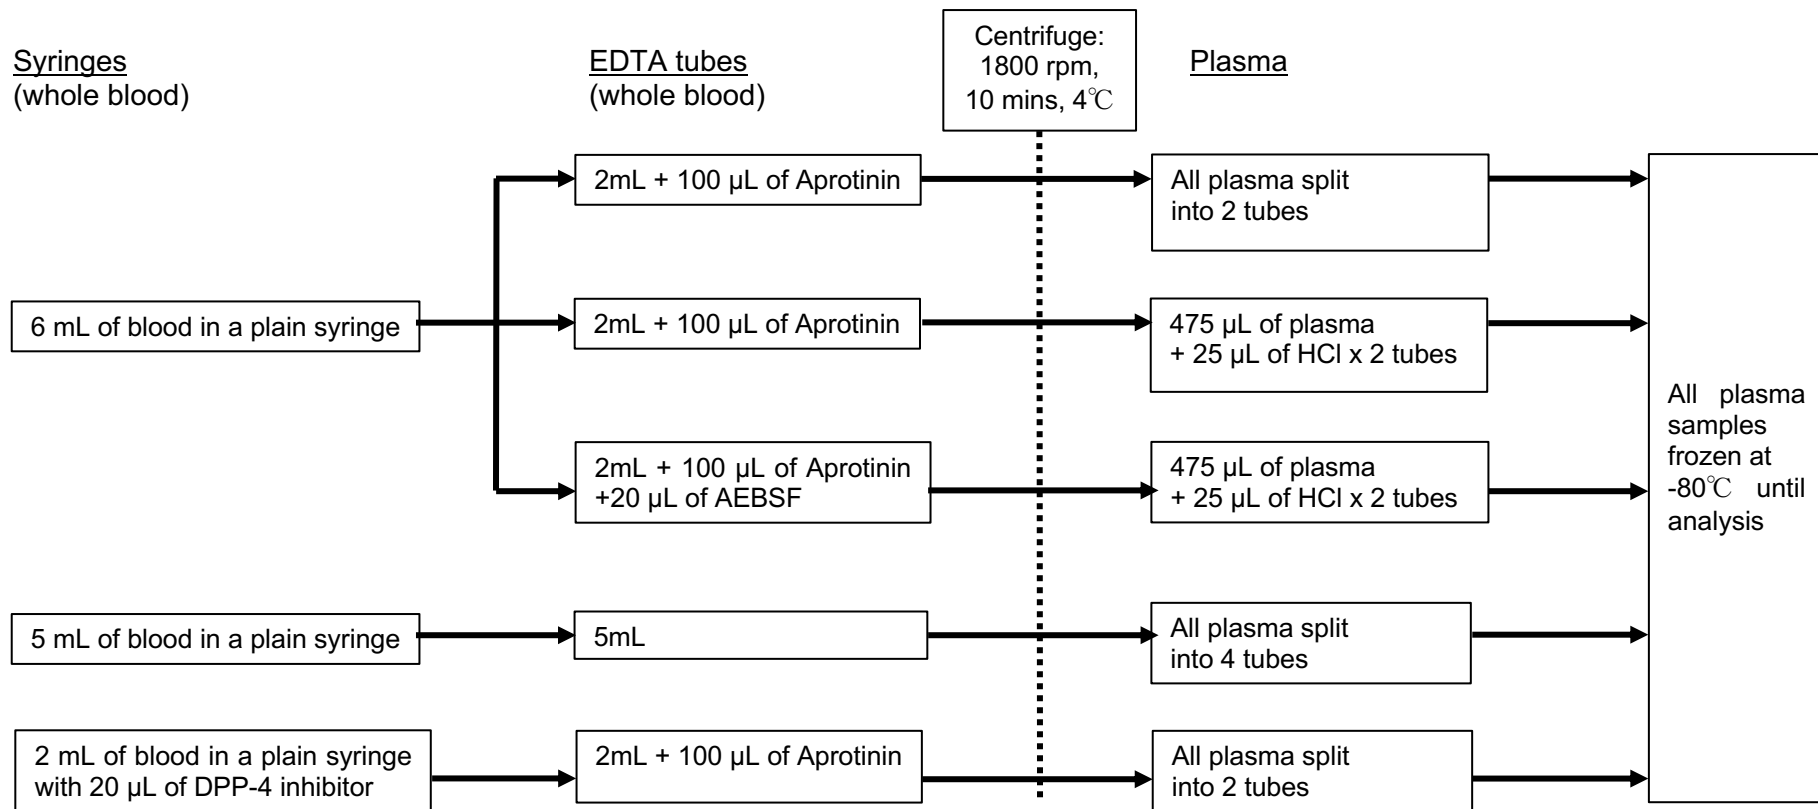 Syringes
(whole blood)
EDTA tubes
(whole blood)
Centrifuge:
1800 rpm,
10 mins, 4℃
Plasma
2mL + 100 µL of Aprotinin
All plasma split
into 2 tubes
6 mL of blood in a plain syringe
2mL + 100 µL of Aprotinin
475 µL of plasma
+ 25 µL of HCl x 2 tubes
2mL + 100 µL of Aprotinin
+20 µL of AEBSF
475 µL of plasma
+ 25 µL of HCl x 2 tubes
5 mL of blood in a plain syringe
5mL
All plasma split
into 4 tubes
2 mL of blood in a plain syringe
with 20 µL of DPP-4 inhibitor
2mL + 100 µL of Aprotinin
All plasma split
into 2 tubes
All plasma
samples
frozen at
-80℃ until
analysis